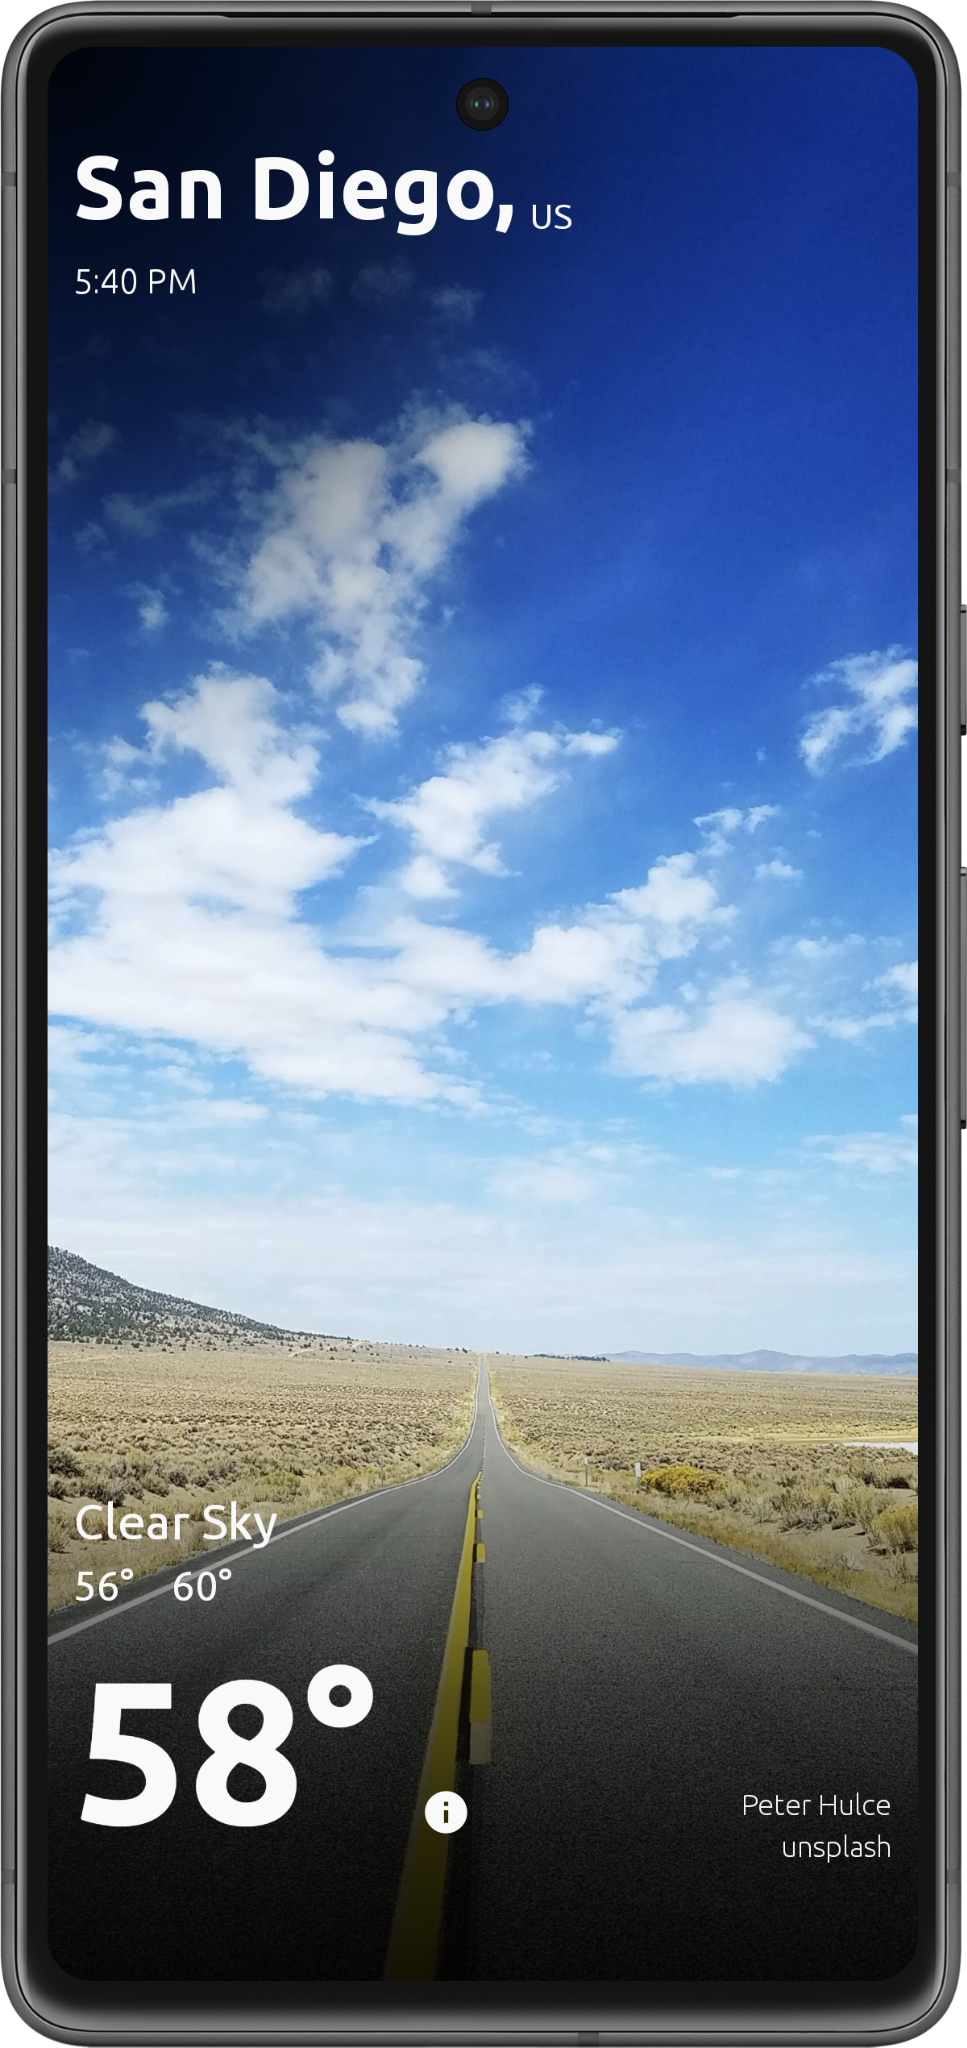 San Diego, US
5:40 PM
Clear Sky
56° 60°
58°
Peter Hulce
unsplash